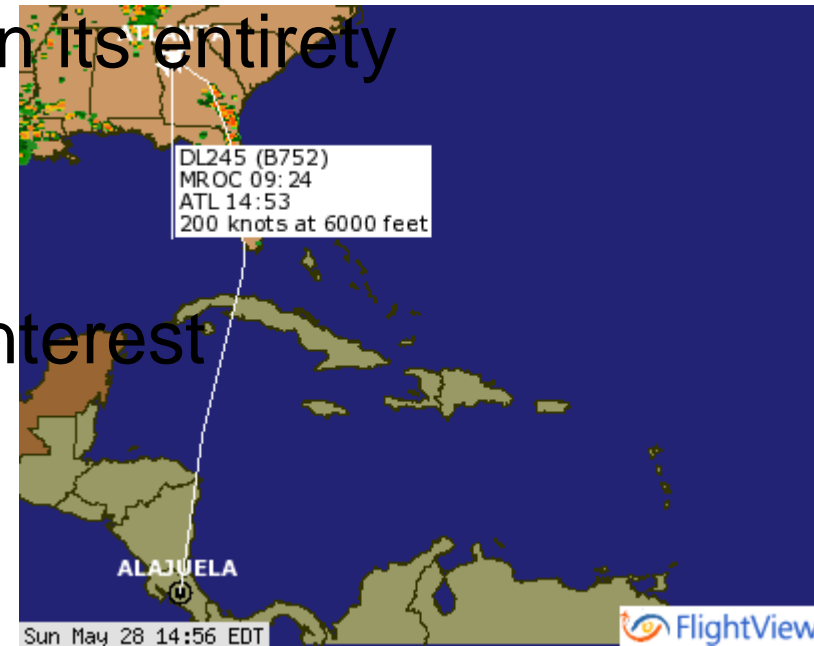 n its entirety
ATLANTA
DL245 (B752)
MROC 09:24
ATL 14:53
200 knots at 6000 feet
nterest
ALAJUELA
Sun May 28 14:56 EDT
FlightView